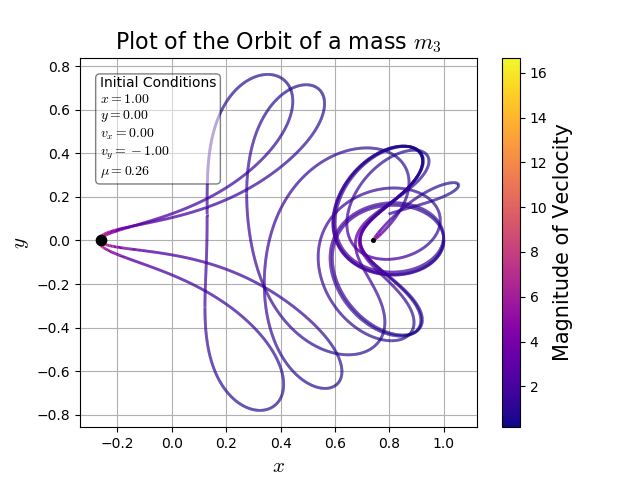 Plot of the Orbit of a mass m₃
Initial Conditions
x = 1.00
y = 0.00
vₓ = 0.00
v_y = −1.00
μ = 0.26
0.8
0.6
0.4
0.2
0.0
−0.2
−0.4
−0.6
−0.8
y
−0.2 0.0 0.2 0.4 0.6 0.8 1.0
x
16
14
12
10
8
6
4
2
Magnitude of Veclocity